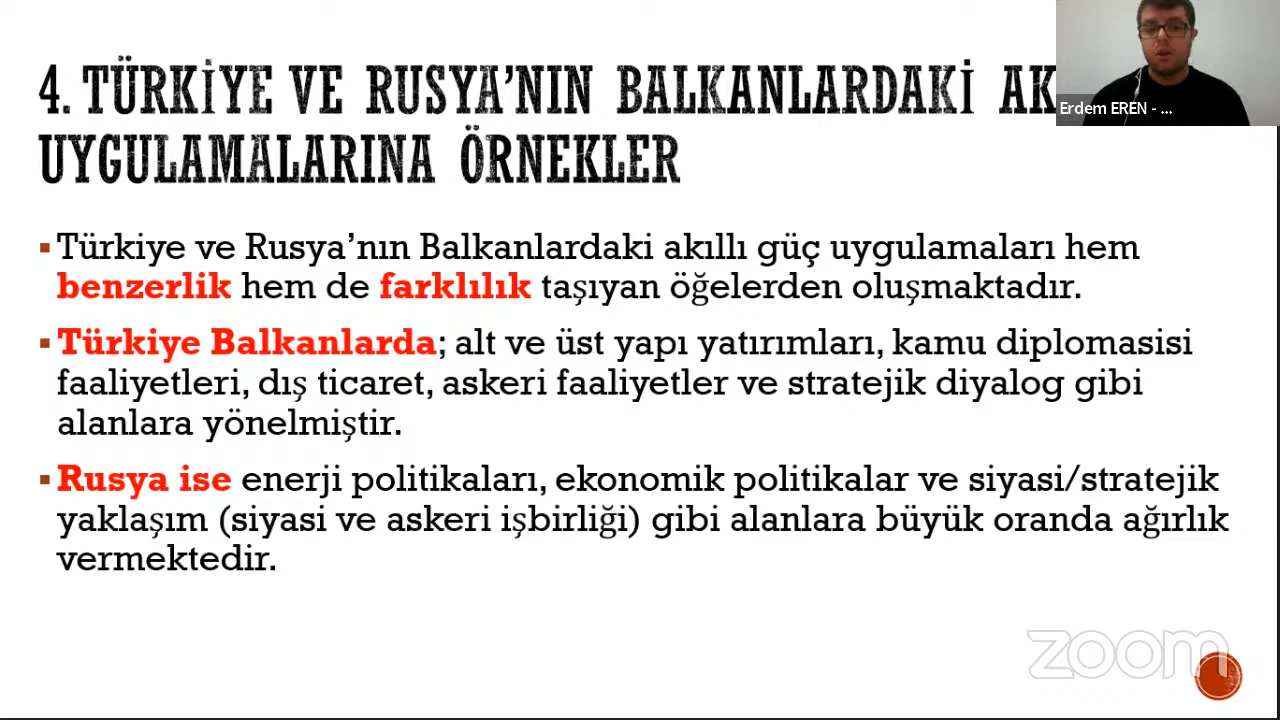 4. TÜRKİYE VE RUSYA’NIN BALKANLARDAKİ
UYGULAMALARINA ÖRNEKLER
Erdem EREN - ...
▪Türkiye ve Rusya’nın Balkanlardaki akıllı güç uygulamaları hem
benzerlik hem de farklılık taşıyan öğelerden oluşmaktadır.
▪Türkiye Balkanlarda; alt ve üst yapı yatırımları, kamu diplomasisi
faaliyetleri, dış ticaret, askeri faaliyetler ve stratejik diyalog gibi
alanlara yönelmiştir.
▪Rusya ise enerji politikaları, ekonomik politikalar ve siyasi/stratejik
yaklaşım (siyasi ve askeri işbirliği) gibi alanlara büyük oranda ağırlık
vermektedir.
zoom